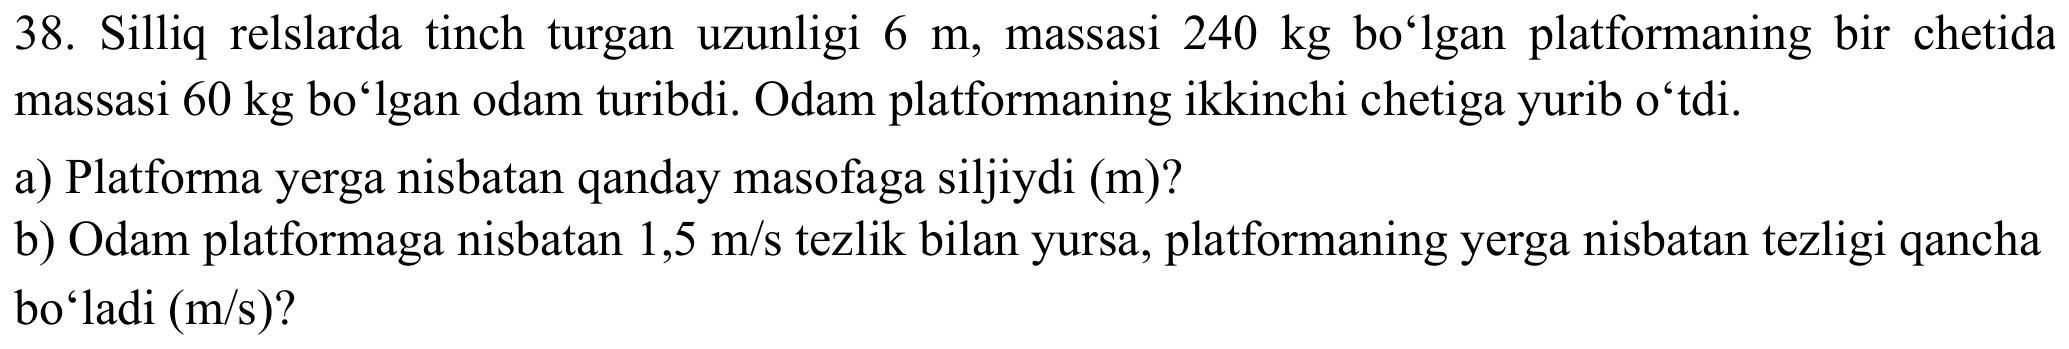 38. Silliq relslarda tinch turgan uzunligi 6 m, massasi 240 kg bo‘lgan platformaning bir chetida
massasi 60 kg bo‘lgan odam turibdi. Odam platformaning ikkinchi chetiga yurib o‘tdi.
a) Platforma yerga nisbatan qanday masofaga siljiydi (m)?
b) Odam platformaga nisbatan 1,5 m/s tezlik bilan yursa, platformaning yerga nisbatan tezligi qancha
bo‘ladi (m/s)?